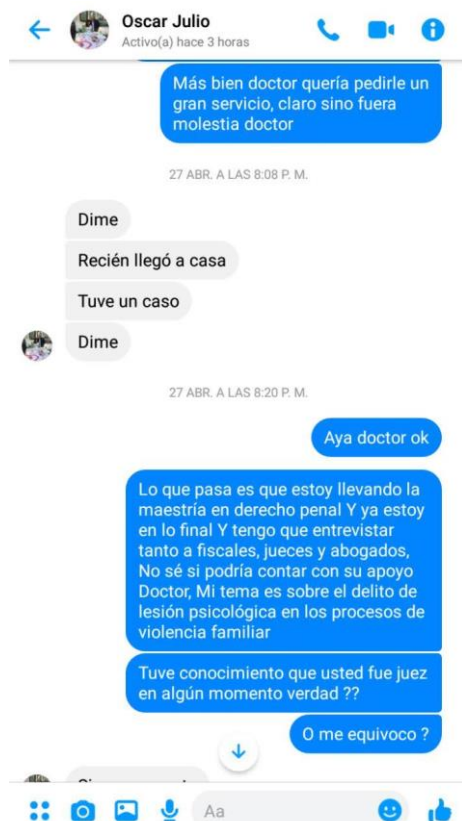 Oscar Julio
Activo(a) hace 3 horas
Más bien doctor quería pedirle un
gran servicio, claro sino fuera
molestia doctor
27 ABR. A LAS 8:08 P. M.
Dime
Recién llegó a casa
Tuve un caso
Dime
27 ABR. A LAS 8:20 P. M.
Aya doctor ok
Lo que pasa es que estoy llevando la
maestría en derecho penal Y ya estoy
en lo final Y tengo que entrevistar
tanto a fiscales, jueces y abogados,
No sé si podría contar con su apoyo
Doctor, Mi tema es sobre el delito de
lesión psicológica en los procesos de
violencia familiar
Tuve conocimiento que usted fue juez
en algún momento verdad ??
O me equivoco ?
Aa